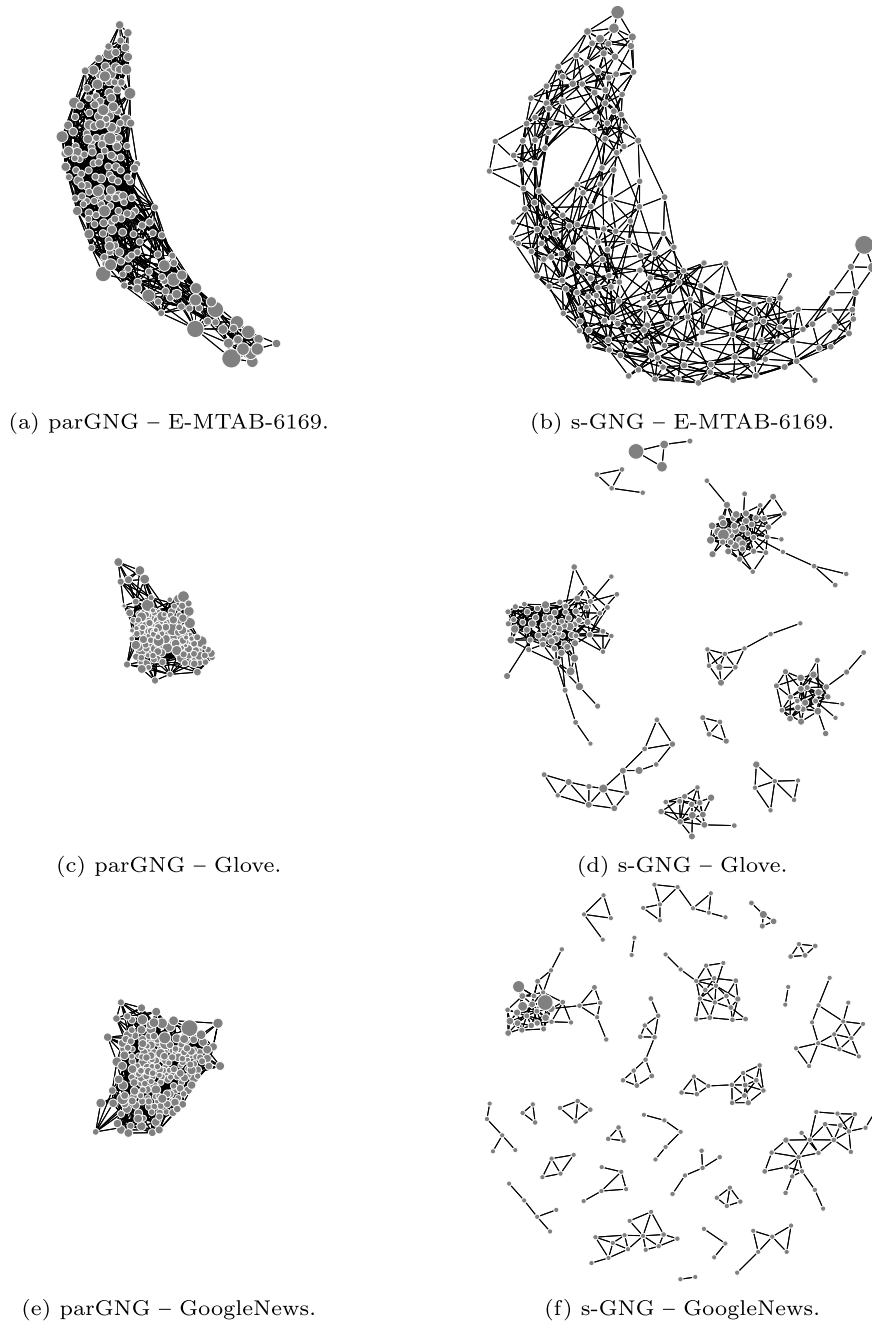 (a) parGNG – E-MTAB-6169.
(b) s-GNG – E-MTAB-6169.
(c) parGNG – Glove.
(d) s-GNG – Glove.
(e) parGNG – GoogleNews.
(f) s-GNG – GoogleNews.